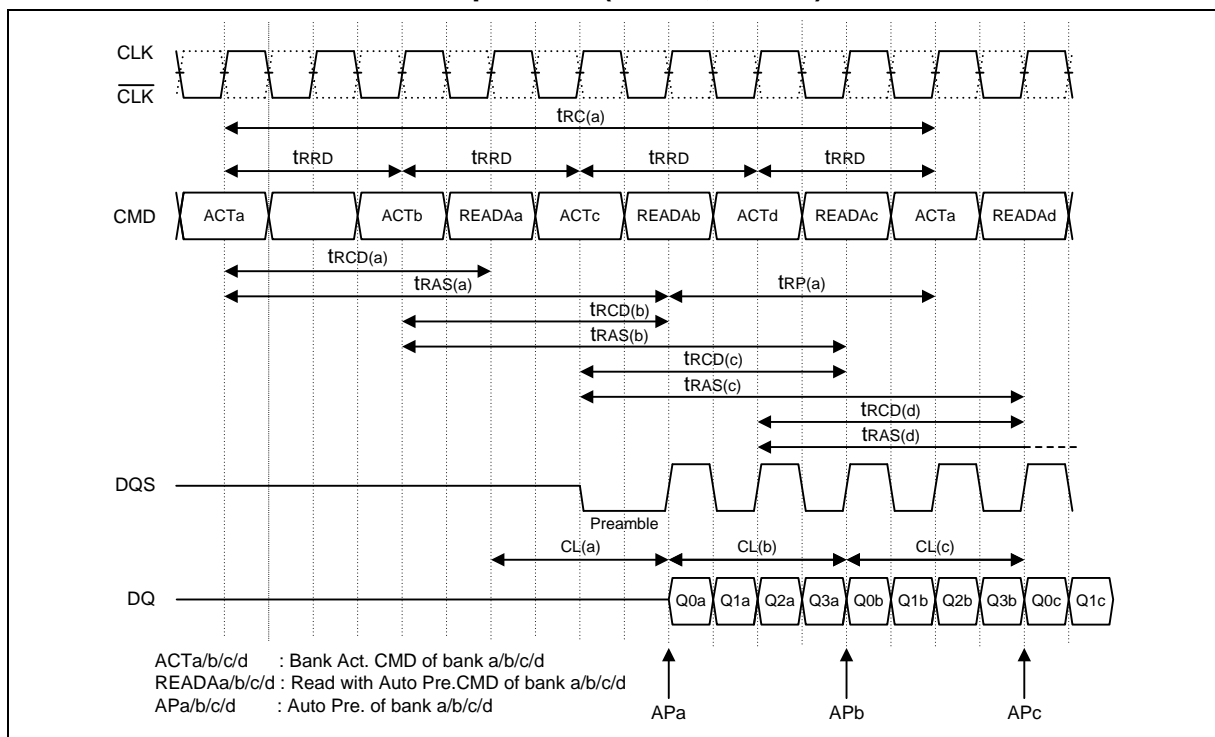 CLK
CLK
tRC(a)
tRRD tRRD tRRD tRRD
CMD ACTa ACTb READAa ACTc READAb ACTd READAc ACTa READAd
tRCD(a)
tRAS(a) tRP(a)
tRCD(b)
tRAS(b)
tRCD(c)
tRAS(c)
tRCD(d)
tRAS(d)
DQS
Preamble
CL(a) CL(b) CL(c)
DQ Q0a Q1a Q2a Q3a Q0b Q1b Q2b Q3b Q0c Q1c
ACTa/b/c/d : Bank Act. CMD of bank a/b/c/d
READAa/b/c/d : Read with Auto Pre.CMD of bank a/b/c/d
APa/b/c/d : Auto Pre. of bank a/b/c/d
APa APb APc